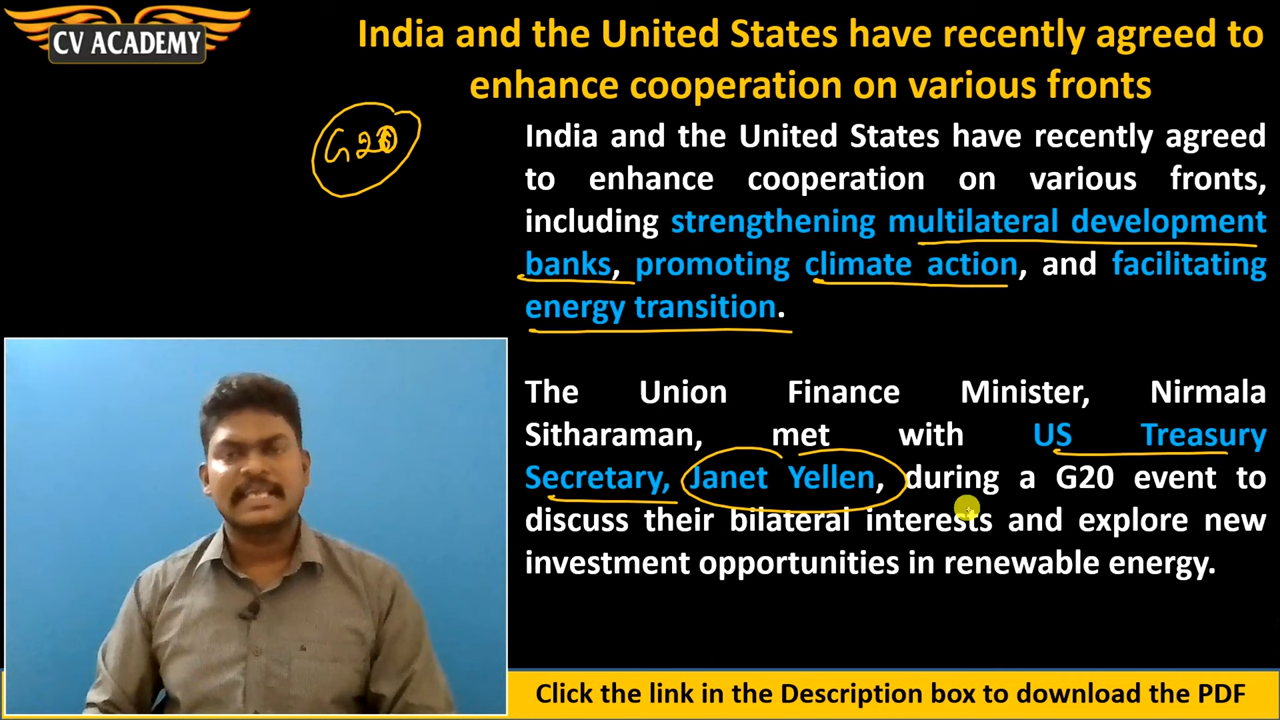 CV ACADEMY
India and the United States have recently agreed to
enhance cooperation on various fronts
G20
India and the United States have recently agreed
to enhance cooperation on various fronts,
including strengthening multilateral development
banks, promoting climate action, and facilitating
energy transition.
The Union Finance Minister, Nirmala
Sitharaman, met with US Treasury
Secretary, Janet Yellen, during a G20 event to
discuss their bilateral interests and explore new
investment opportunities in renewable energy.
Click the link in the Description box to download the PDF